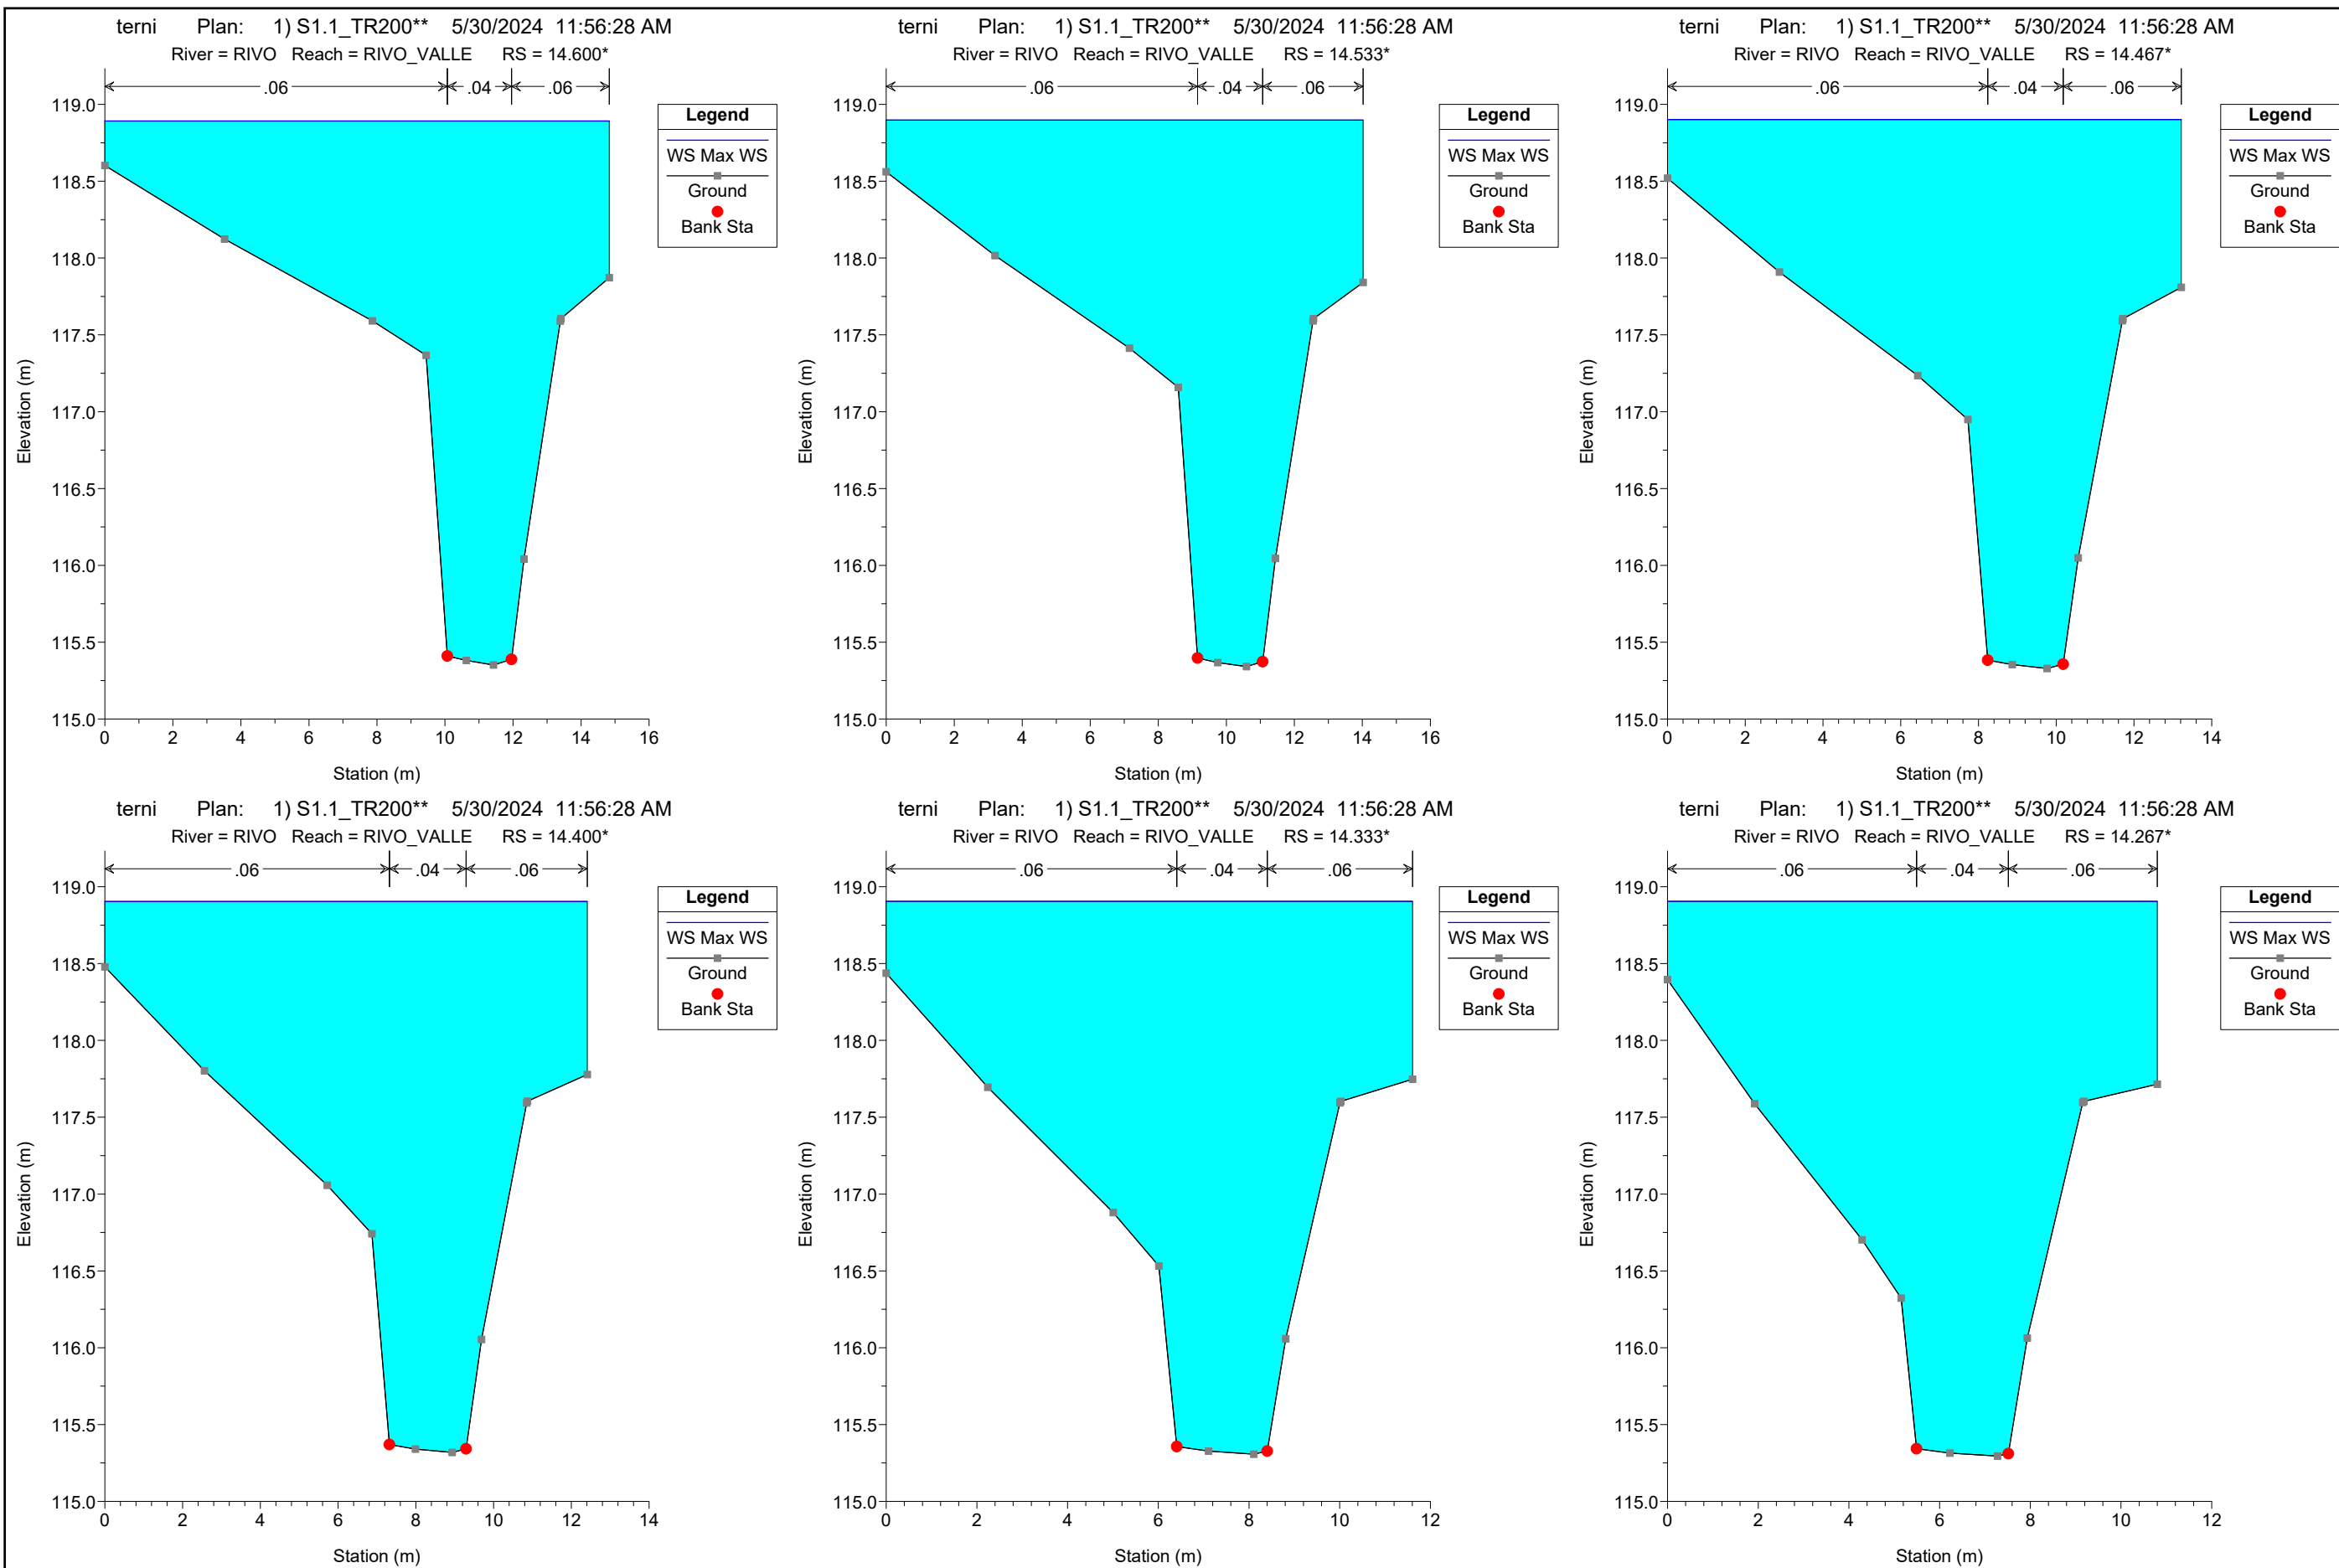 terni Plan: 1) S1.1_TR200** 5/30/2024 11:56:28 AM
River = RIVO Reach = RIVO_VALLE RS = 14.600*
.06 .04 .06
Legend
WS Max WS
Ground
Bank Sta
119.0
118.5
118.0
117.5
117.0
116.5
116.0
115.5
115.0
Elevation (m)
0 2 4 6 8 10 12 14 16
Station (m)
terni Plan: 1) S1.1_TR200** 5/30/2024 11:56:28 AM
River = RIVO Reach = RIVO_VALLE RS = 14.533*
.06 .04 .06
Legend
WS Max WS
Ground
Bank Sta
119.0
118.5
118.0
117.5
117.0
116.5
116.0
115.5
115.0
Elevation (m)
0 2 4 6 8 10 12 14 16
Station (m)
terni Plan: 1) S1.1_TR200** 5/30/2024 11:56:28 AM
River = RIVO Reach = RIVO_VALLE RS = 14.467*
.06 .04 .06
Legend
WS Max WS
Ground
Bank Sta
119.0
118.5
118.0
117.5
117.0
116.5
116.0
115.5
115.0
Elevation (m)
0 2 4 6 8 10 12 14
Station (m)
terni Plan: 1) S1.1_TR200** 5/30/2024 11:56:28 AM
River = RIVO Reach = RIVO_VALLE RS = 14.400*
.06 .04 .06
Legend
WS Max WS
Ground
Bank Sta
119.0
118.5
118.0
117.5
117.0
116.5
116.0
115.5
115.0
Elevation (m)
0 2 4 6 8 10 12 14
Station (m)
terni Plan: 1) S1.1_TR200** 5/30/2024 11:56:28 AM
River = RIVO Reach = RIVO_VALLE RS = 14.333*
.06 .04 .06
Legend
WS Max WS
Ground
Bank Sta
119.0
118.5
118.0
117.5
117.0
116.5
116.0
115.5
115.0
Elevation (m)
0 2 4 6 8 10 12
Station (m)
terni Plan: 1) S1.1_TR200** 5/30/2024 11:56:28 AM
River = RIVO Reach = RIVO_VALLE RS = 14.267*
.06 .04 .06
Legend
WS Max WS
Ground
Bank Sta
119.0
118.5
118.0
117.5
117.0
116.5
116.0
115.5
115.0
Elevation (m)
0 2 4 6 8 10 12
Station (m)